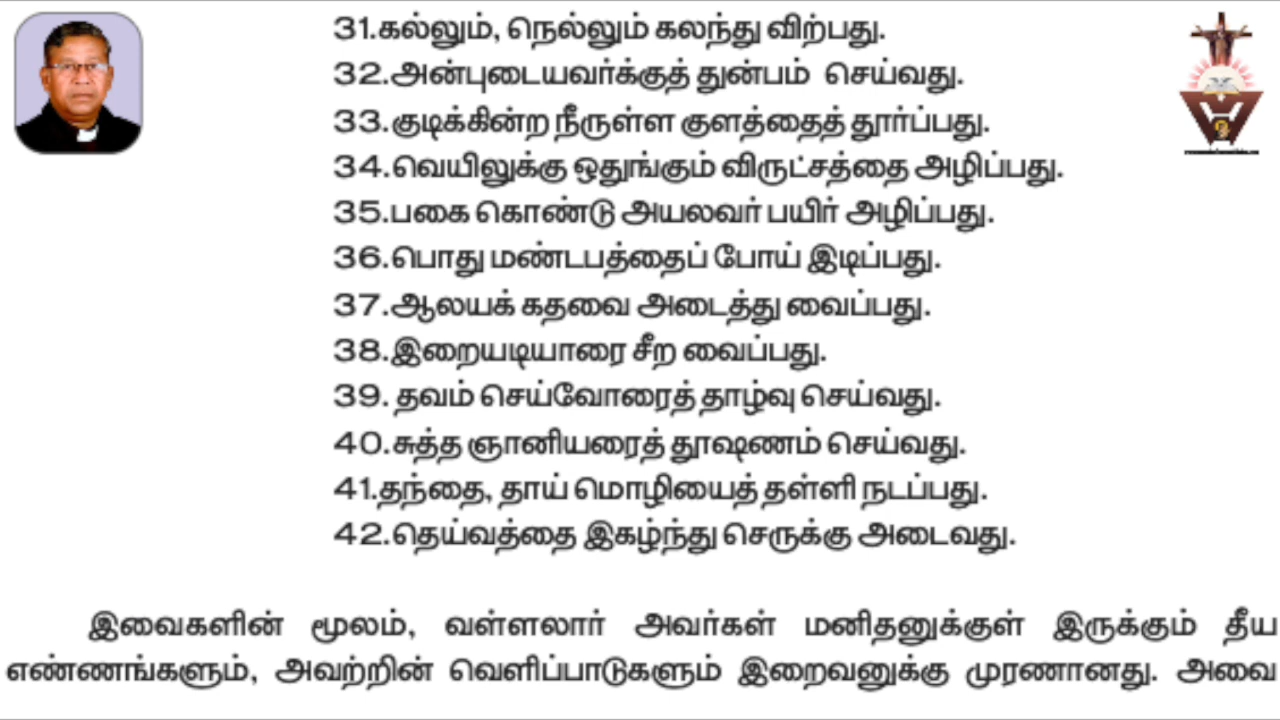 31.கல்லும், நெல்லும் கலந்து விற்பது.
32.அன்புடையவர்க்குத் துன்பம் செய்வது.
33.குடிக்கின்ற நீருள்ள குளத்தைத் தூர்ப்பது.
34.வெயிலுக்கு ஒதுங்கும் விருட்சத்தை அழிப்பது.
35.பகை கொண்டு அயலவர் பயிர் அழிப்பது.
36.பொது மண்டபத்தைப் போய் இடிப்பது.
37.ஆலயக் கதவை அடைத்து வைப்பது.
38.இறையடியாரை சீற வைப்பது.
39. தவம் செய்வோரைத் தாழ்வு செய்வது.
40.சுத்த ஞானியரைத் தூஷணம் செய்வது.
41.தந்தை, தாய் மொழியைத் தள்ளி நடப்பது.
42.தெய்வத்தை இகழ்ந்து செருக்கு அடைவது.
இவைகளின் மூலம், வள்ளலார் அவர்கள் மனிதனுக்குள் இருக்கும் தீய
எண்ணங்களும், அவற்றின் வெளிப்பாடுகளும் இறைவனுக்கு முரணானது. அவை